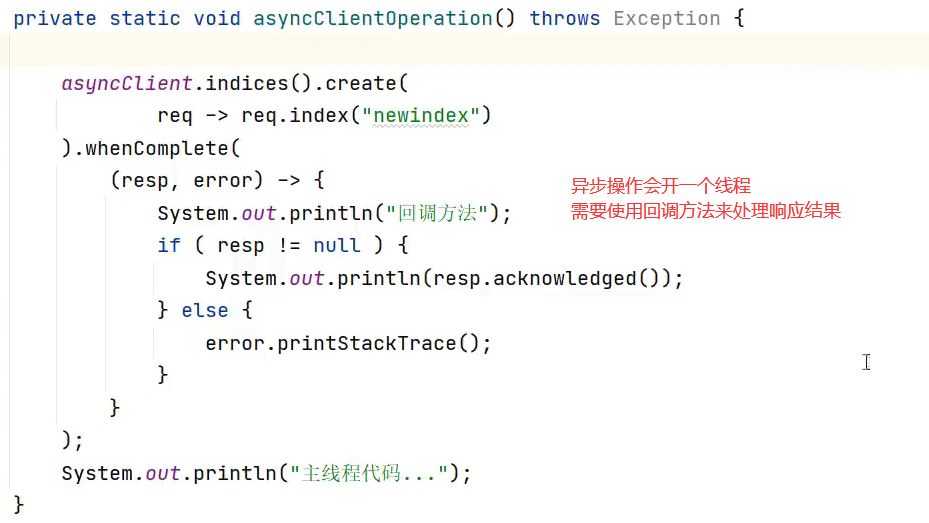 private static void asyncClientOperation() throws Exception {
asyncClient.indices().create(
req -> req.index("newindex")
).whenComplete(
(resp, error) -> {
异步操作会开一个线程
System.out.println("回调方法");
需要使用回调方法来处理响应结果
if ( resp != null ) {
System.out.println(resp.acknowledged());
} else {
error.printStackTrace();
}
}
);
System.out.println("主线程代码...");
}